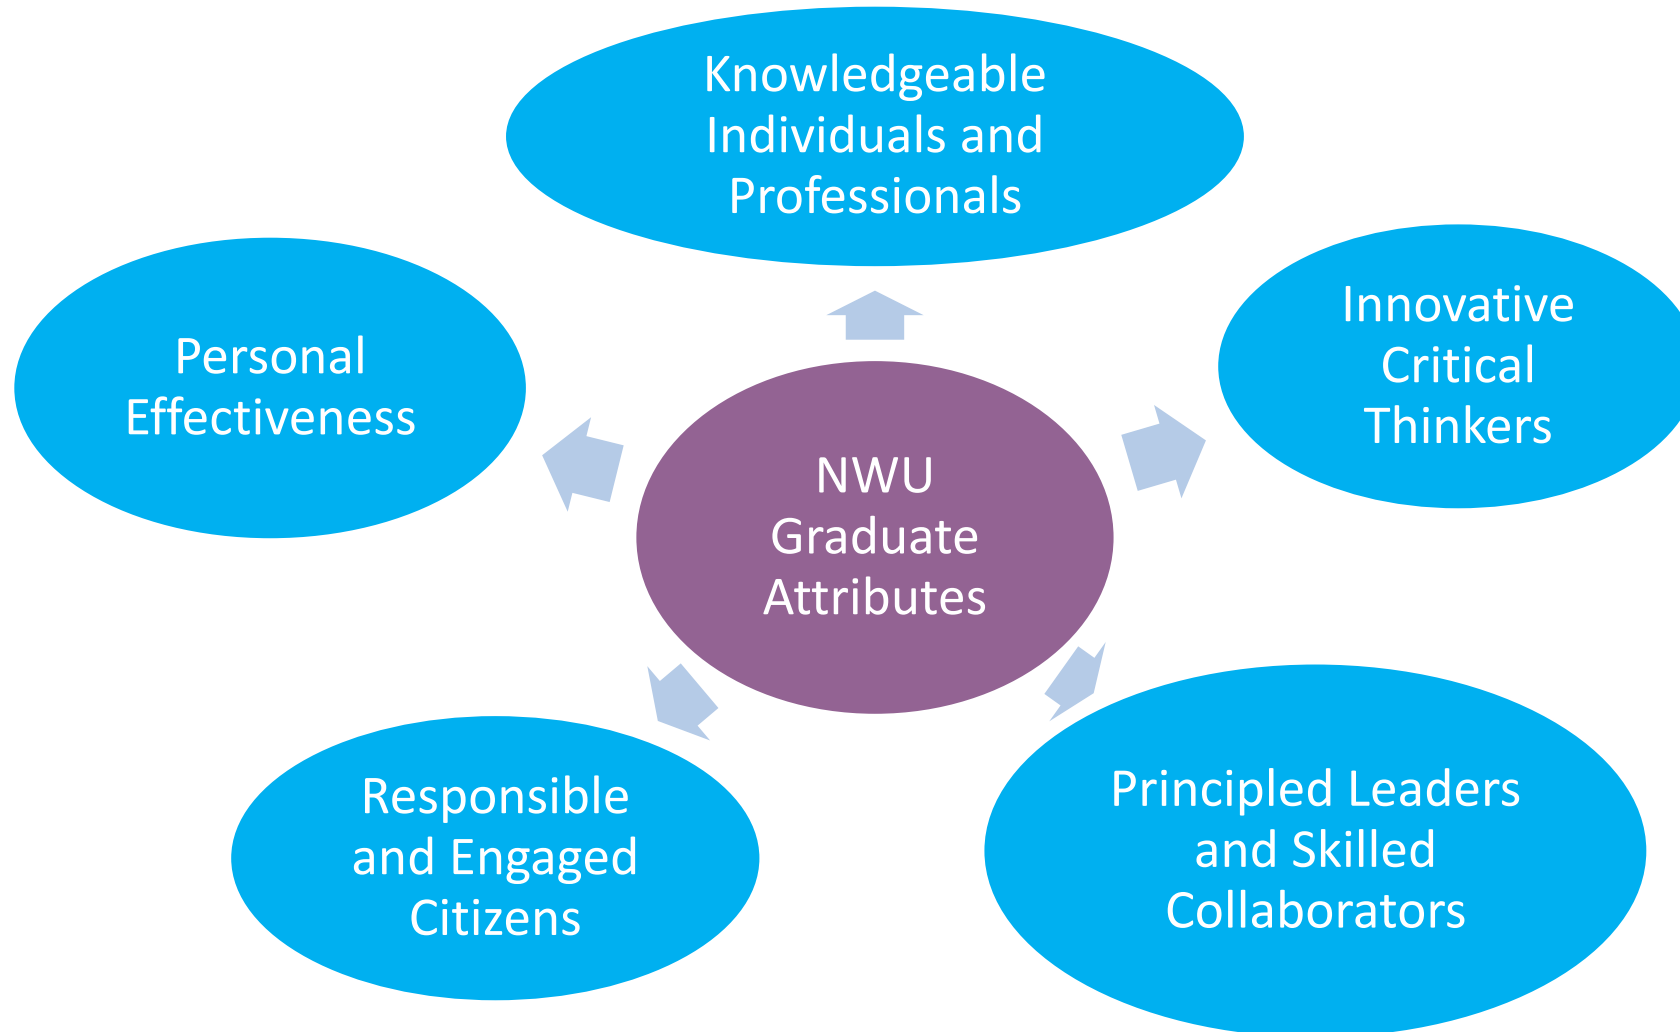 Knowledgeable
Individuals and
Professionals
Innovative
Critical
Thinkers
Personal
Effectiveness
NWU
Graduate
Attributes
Principled Leaders
and Skilled
Collaborators
Responsible
and Engaged
Citizens